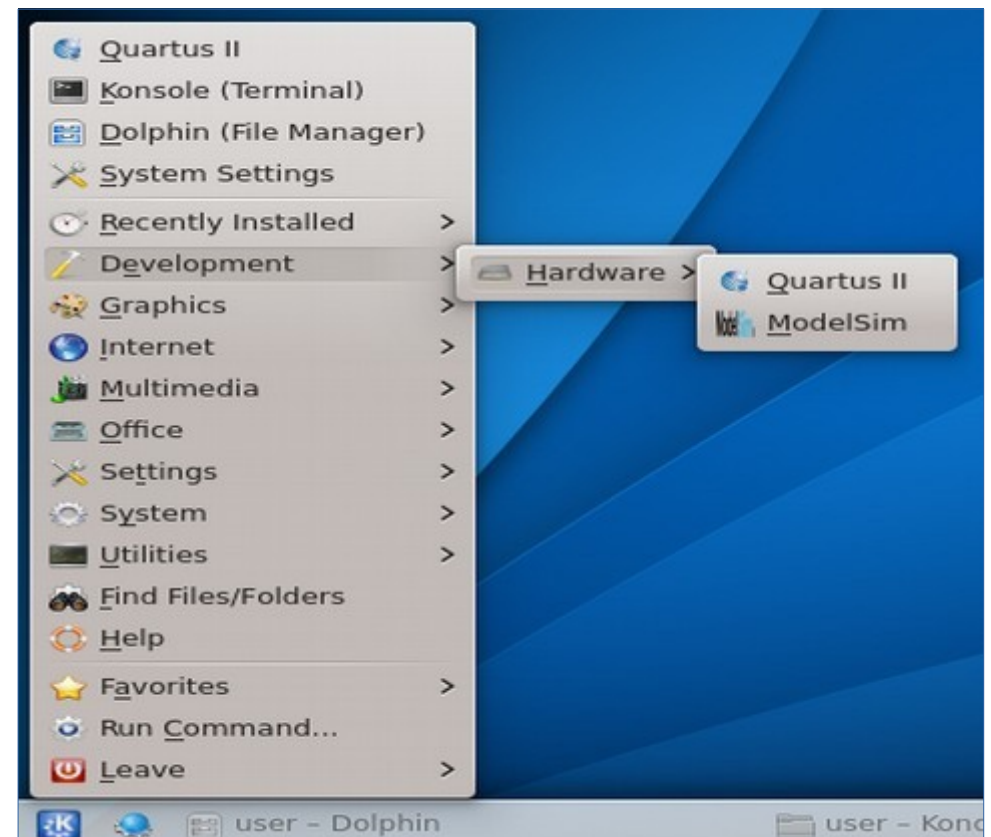 Quartus II
Konsole (Terminal)
Dolphin (File Manager)
System Settings
Recently Installed >
Development >
Hardware >
Quartus II
ModelSim
Graphics >
Internet >
Multimedia >
Office >
Settings >
System >
Utilities >
Find Files/Folders
Help
Favorites >
Run Command...
Leave >
user – Dolphin
user –